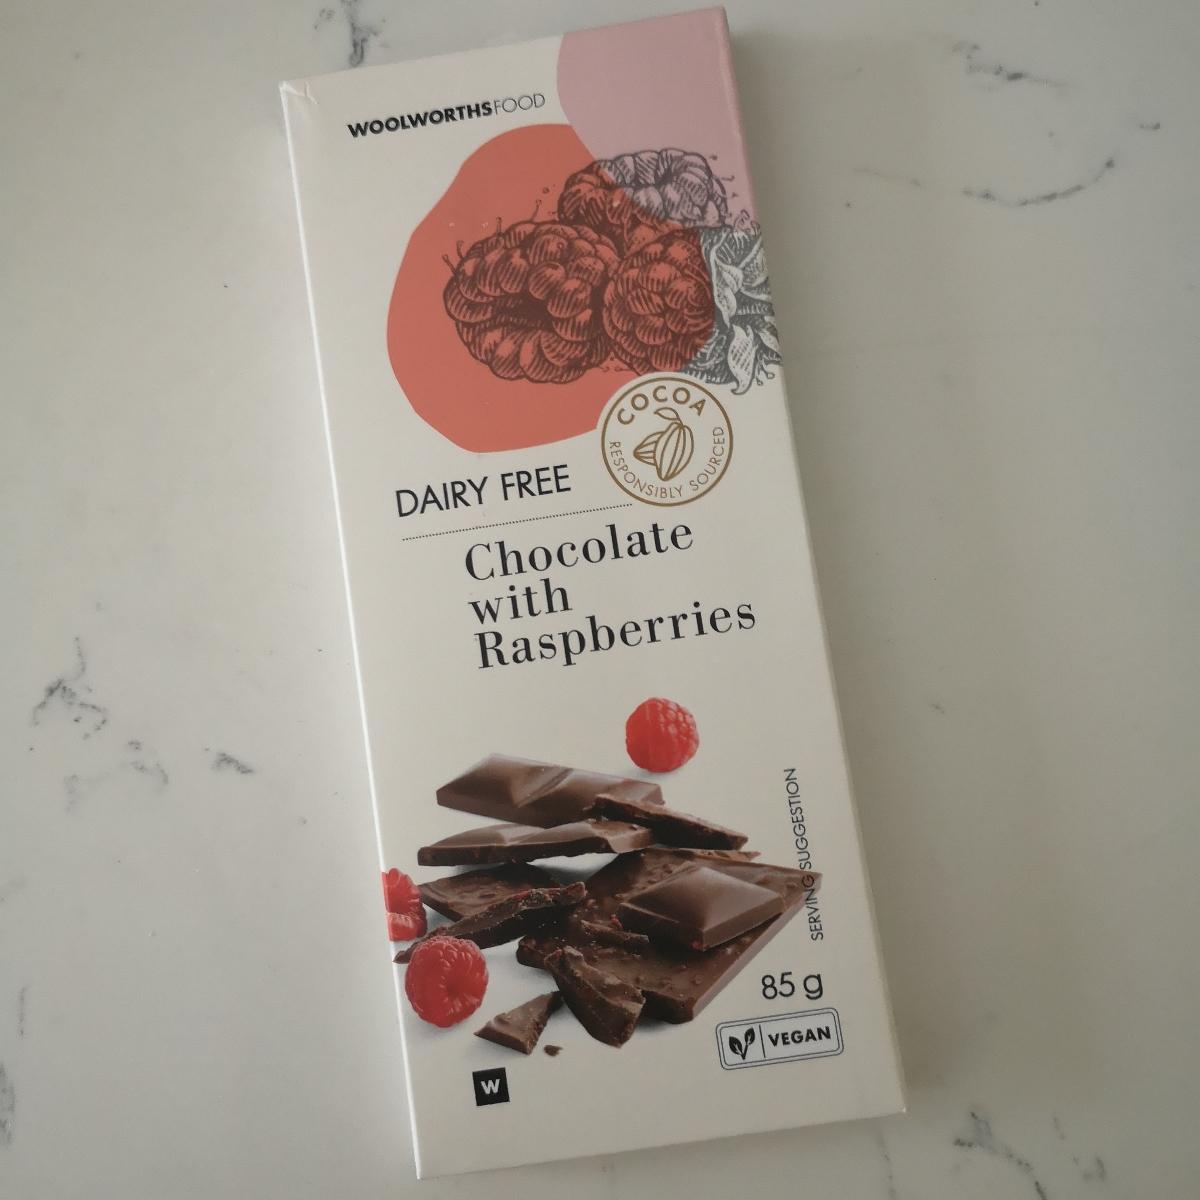 WOOLWORTHSFOOD
COCOA
RESPONSIBLY SOURCED
DAIRY FREE
Chocolate
with
Raspberries
SERVING SUGGESTION
85 g
VEGAN
W